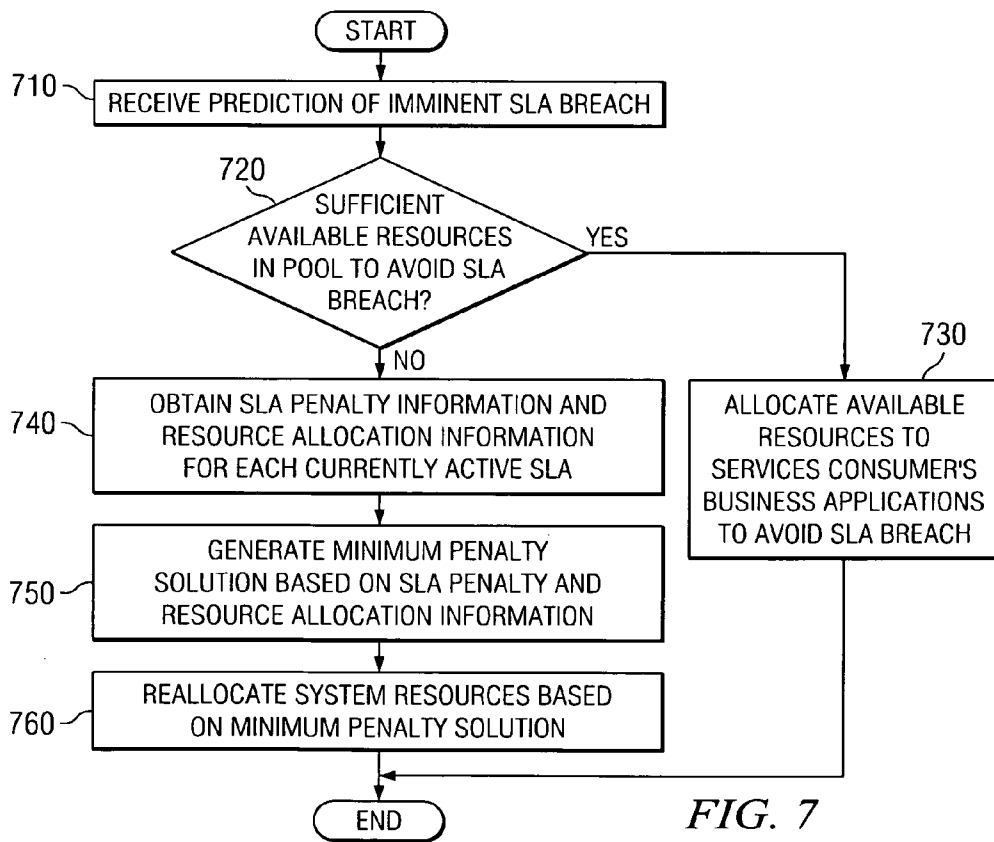 START
710
RECEIVE PREDICTION OF IMMINENT SLA BREACH
720
SUFFICIENT
AVAILABLE RESOURCES
IN POOL TO AVOID SLA
BREACH?
YES
NO
730
ALLOCATE AVAILABLE
RESOURCES TO
SERVICES CONSUMER'S
BUSINESS APPLICATIONS
TO AVOID SLA BREACH
740
OBTAIN SLA PENALTY INFORMATION AND
RESOURCE ALLOCATION INFORMATION
FOR EACH CURRENTLY ACTIVE SLA
750
GENERATE MINIMUM PENALTY
SOLUTION BASED ON SLA PENALTY AND
RESOURCE ALLOCATION INFORMATION
760
REALLOCATE SYSTEM RESOURCES BASED
ON MINIMUM PENALTY SOLUTION
END
FIG. 7